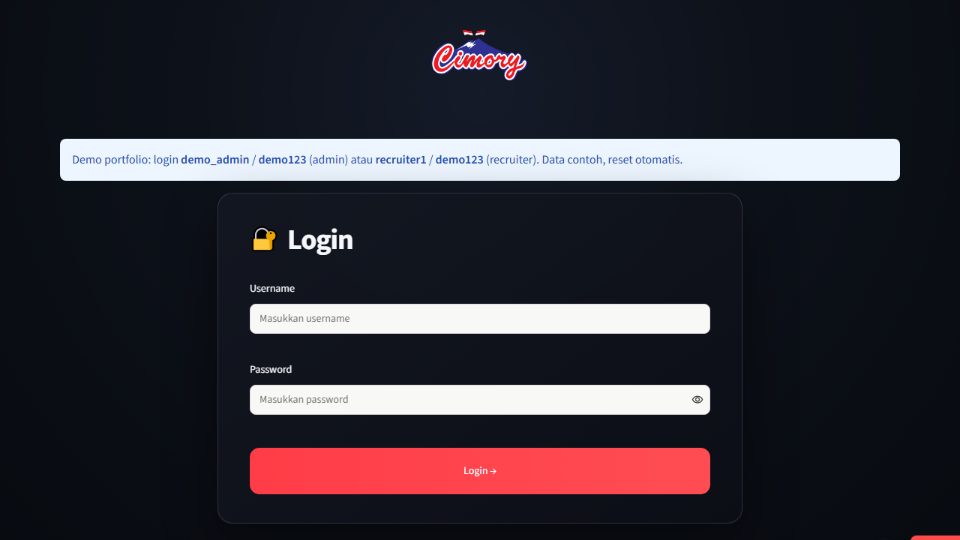 Cimory
Demo portfolio: login demo_admin / demo123 (admin) atau recruiter1 / demo123 (recruiter). Data contoh, reset otomatis.
Login
Username
Masukkan username
Password
Masukkan password
Login →